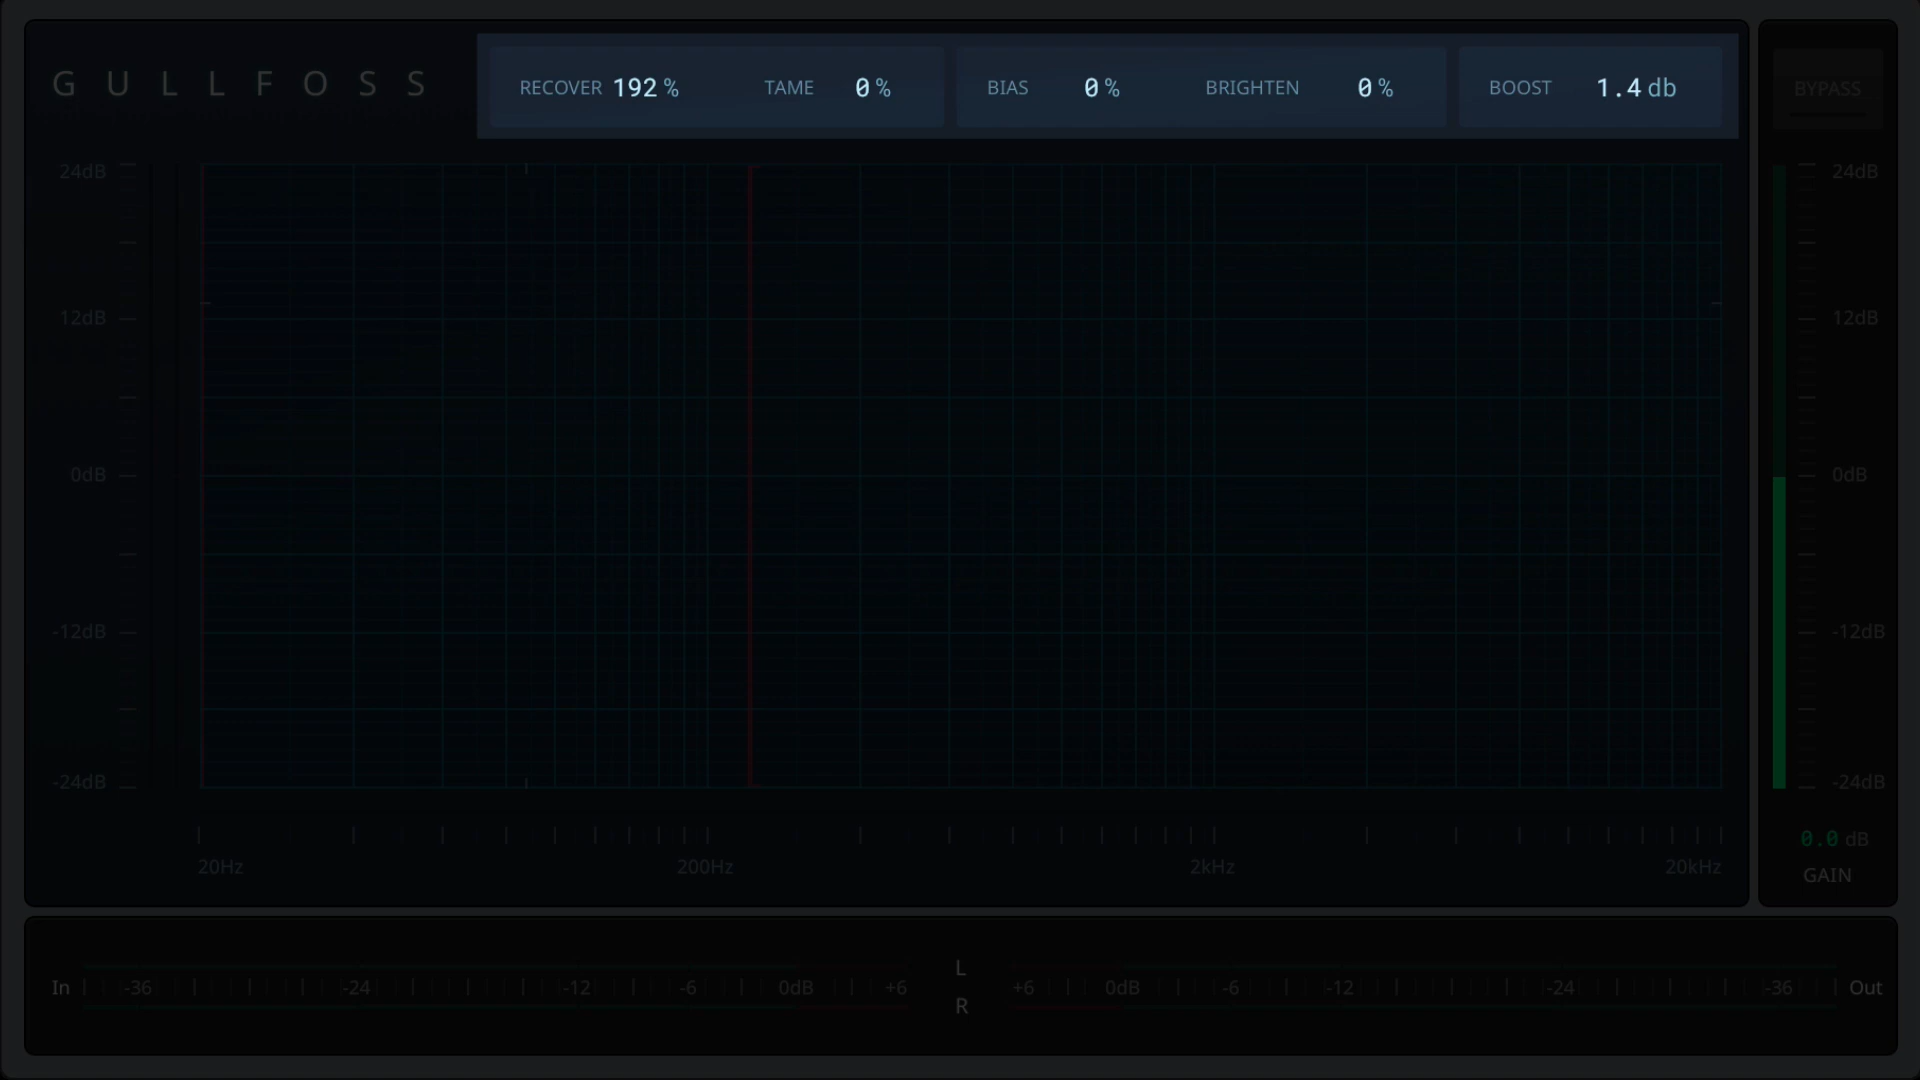 GULLFOSS
RECOVER 192 % TAME 0 % BIAS 0 % BRIGHTEN 0 % BOOST 1.4 db
BYPASS
24dB 24dB
12dB 12dB
0dB 0dB
-12dB -12dB
-24dB -24dB
0.0 dB
20Hz 200Hz 2kHz 20kHz
GAIN
L
In -36 -24 -12 -6 0dB +6 +6 0dB -6 -12 -24 -36 Out
R